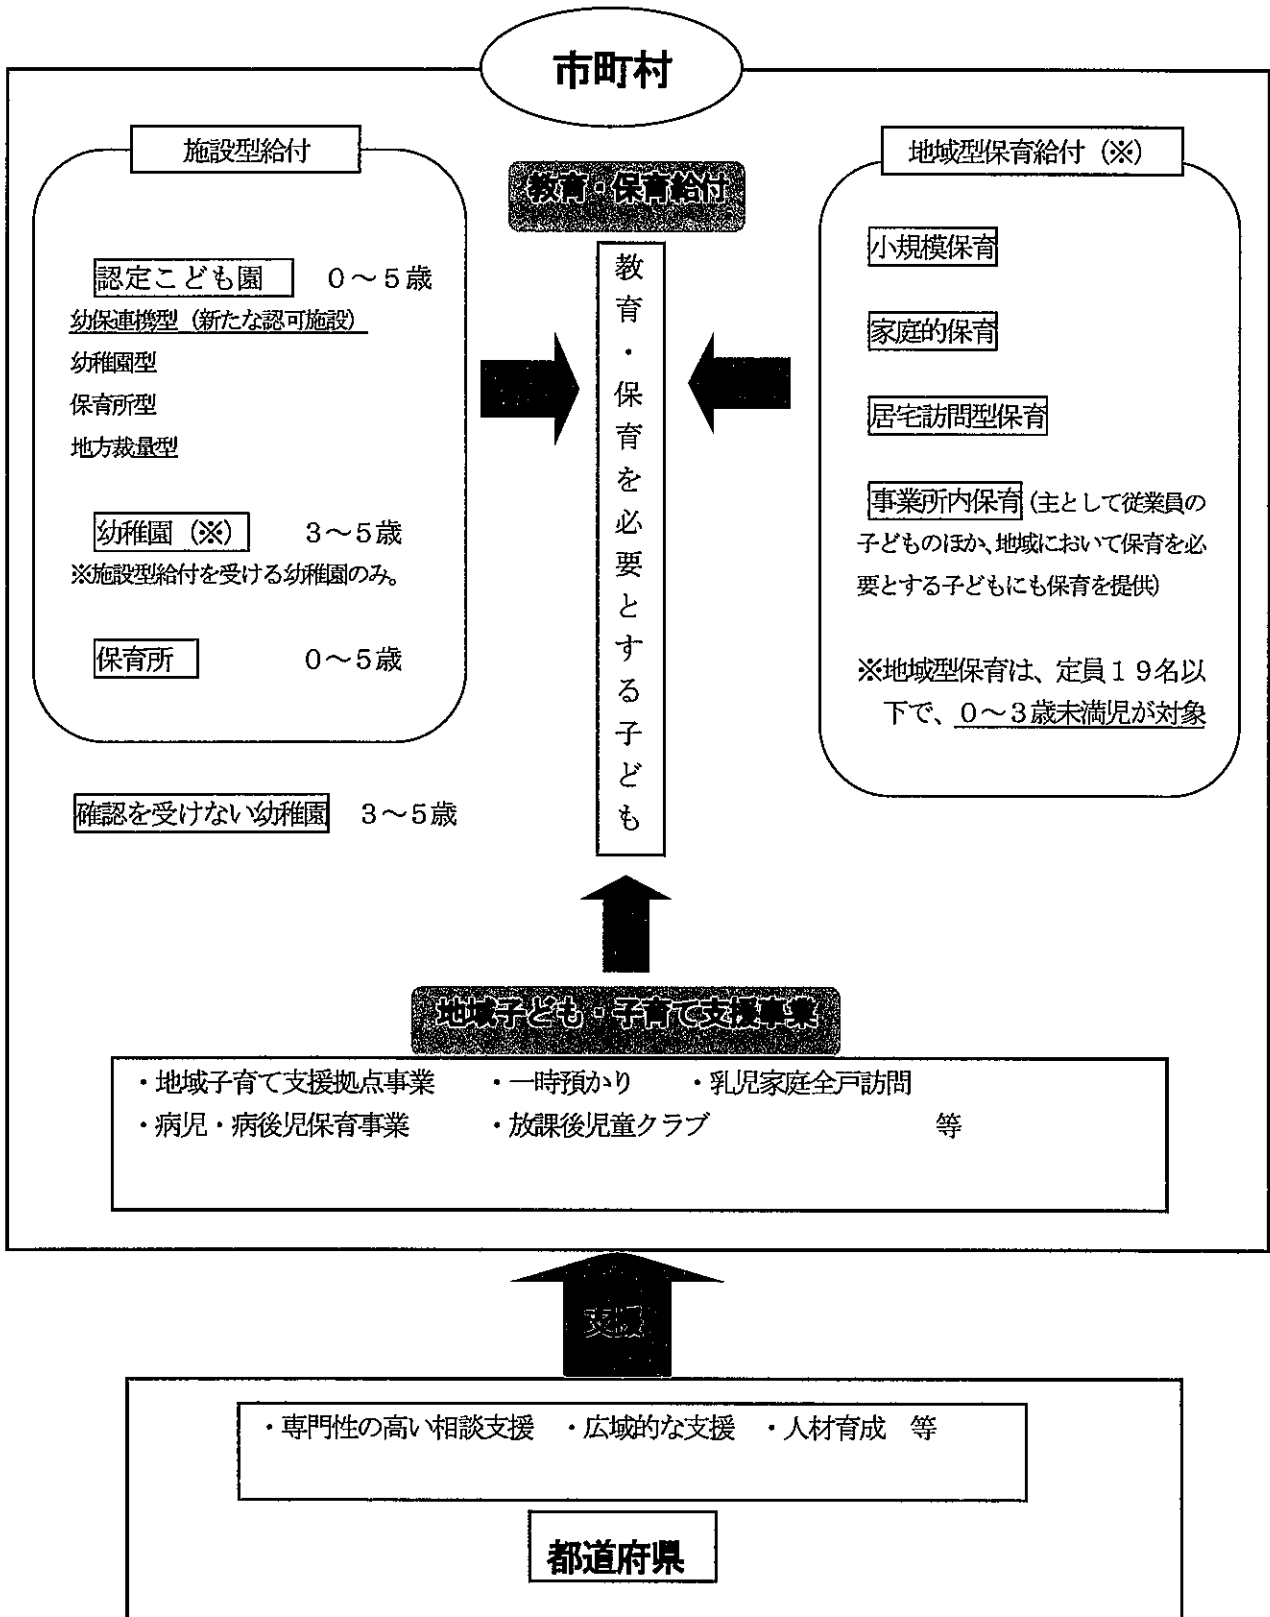 市町村
施設型給付
教育・保育給付
地域型保育給付（※）
認定こども園　０～５歳
幼保連携型（新たな認可施設）
幼稚園型
保育所型
地方裁量型
幼稚園（※）　３～５歳
※施設型給付を受ける幼稚園のみ。
保育所　０～５歳
確認を受けない幼稚園　３～５歳
教育・保育を必要とする子ども
小規模保育
家庭的保育
居宅訪問型保育
事業所内保育（主として従業員の
子どものほか、地域において保育を必
要とする子どもにも保育を提供）
※地域型保育は、定員１９名以
下で、０～３歳未満児が対象
地域子ども・子育て支援事業
・地域子育て支援拠点事業　・一時預かり　・乳児家庭全戸訪問
・病児・病後児保育事業　・放課後児童クラブ　等
支援
・専門性の高い相談支援　・広域的な支援　・人材育成　等
都道府県